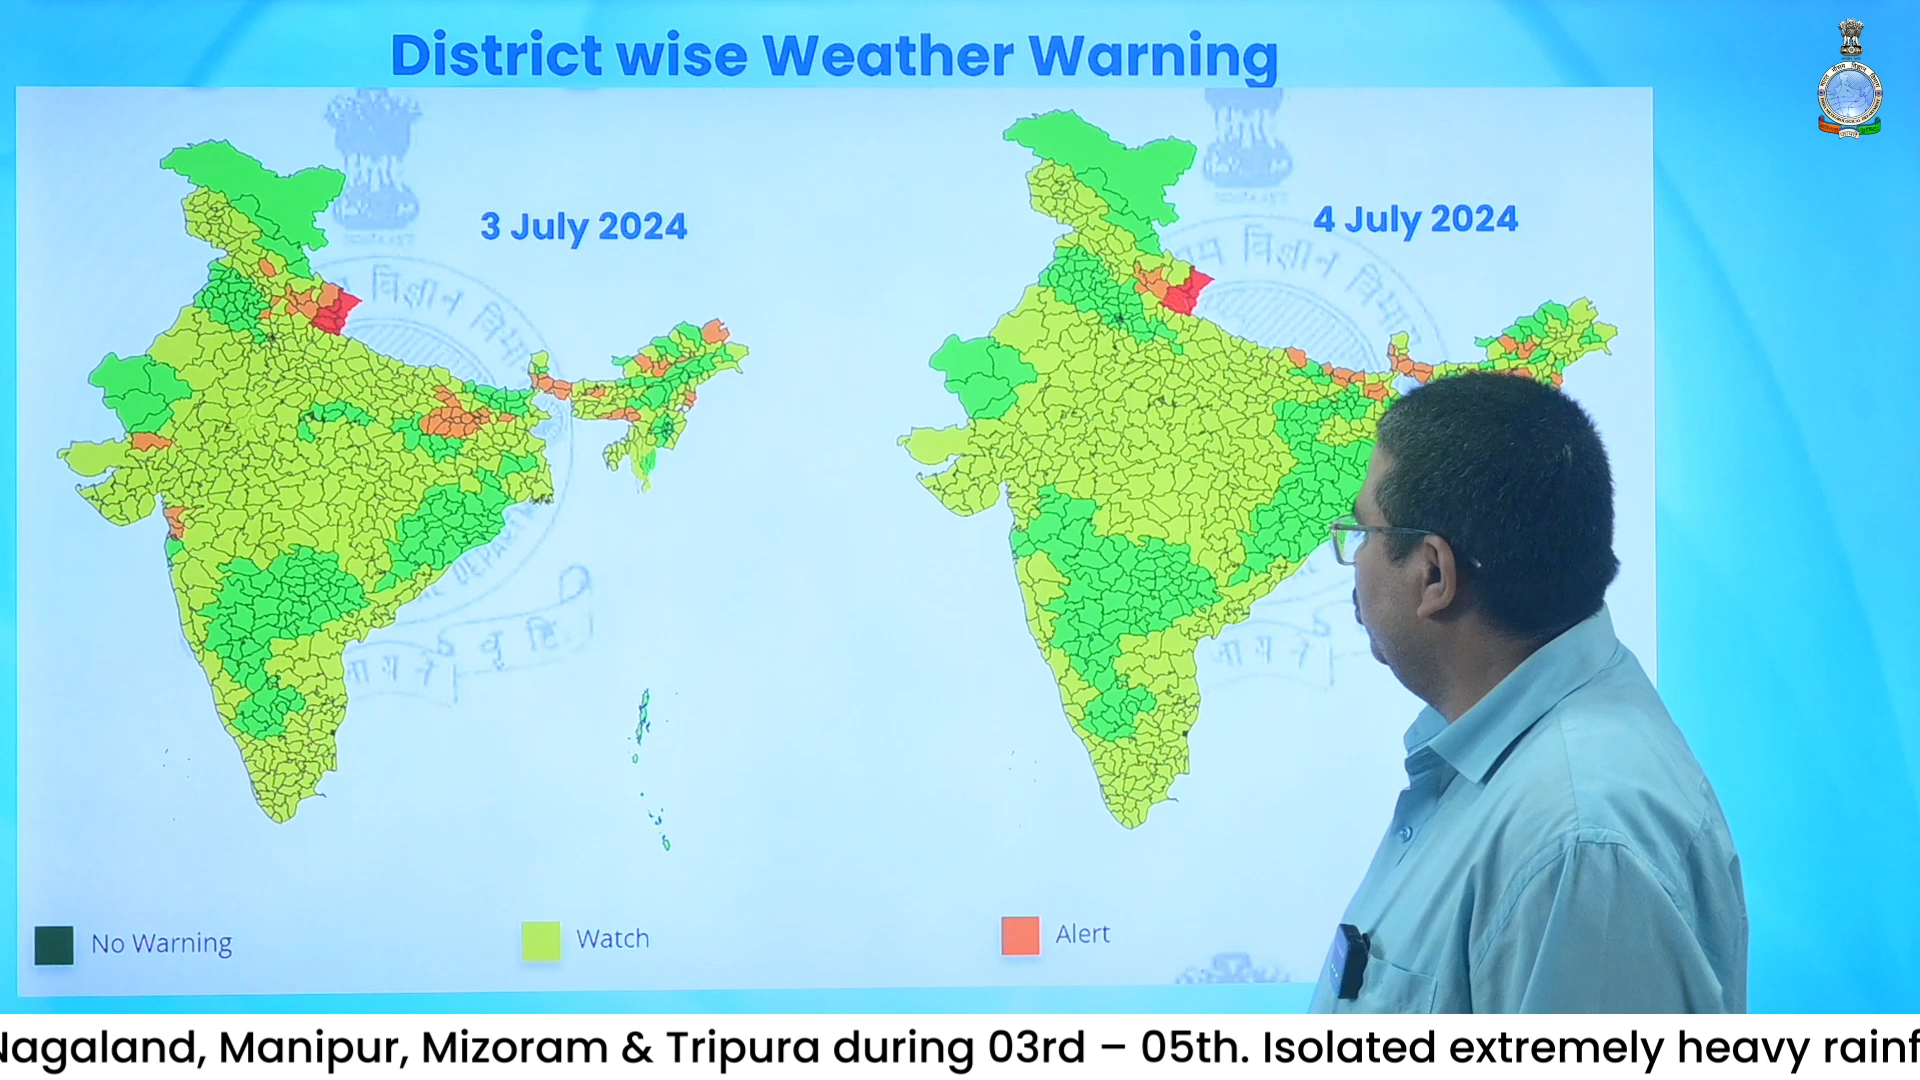 District wise Weather Warning
3 July 2024
4 July 2024
विज्ञान
म विज्ञान विभाग
No Warning
Watch
Alert
Nagaland, Manipur, Mizoram & Tripura during 03rd – 05th. Isolated extremely heavy rainf